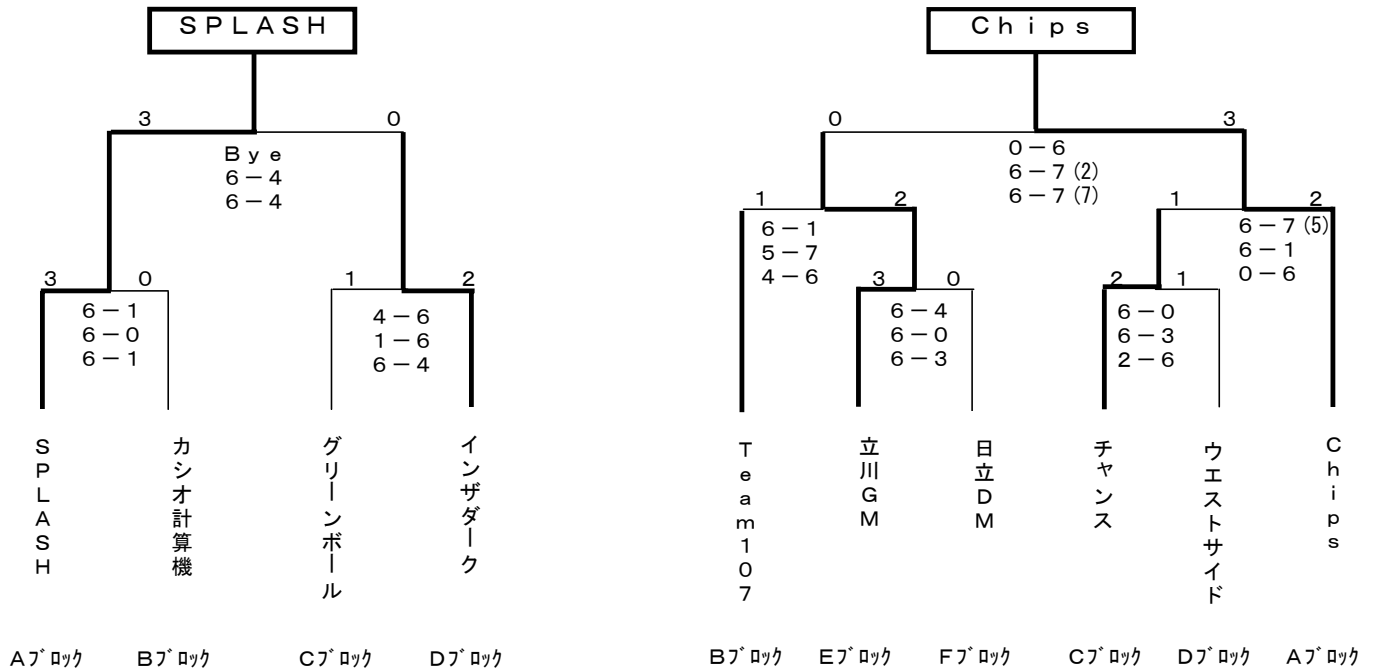 SPLASH
3
0
Bye
6-4
6-4
3
0
6-1
6-0
6-1
1
2
4-6
1-6
6-4
SPLASH
カシオ計算機
グリーンボール
インザダーク
Aブロック
Bブロック
Cブロック
Dブロック
Chips
0
3
0-6
6-7(2)
6-7(7)
1
2
6-1
5-7
4-6
1
2
6-7(5)
6-1
0-6
3
0
6-4
6-0
6-3
2
1
6-0
6-3
2-6
Team107
立川GM
日立DM
チャンス
ウエストサイド
Chips
Bブロック
Eブロック
Fブロック
Cブロック
Dブロック
Aブロック